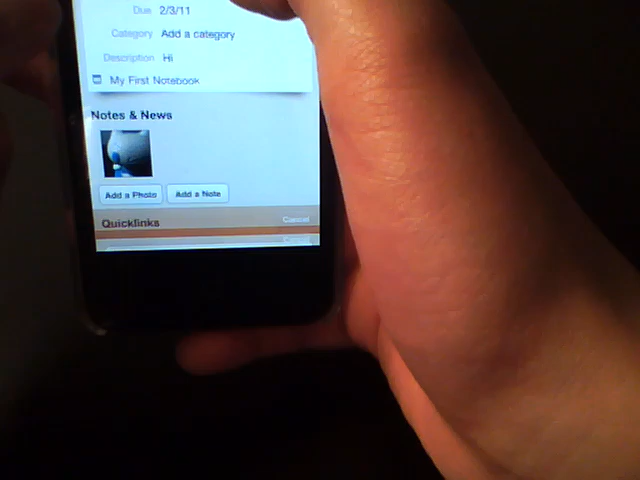 Due 2/3/11
Category Add a category
Description Hi
My First Notebook
Notes & News
Add a Photo Add a Note
Quicklinks Cancel